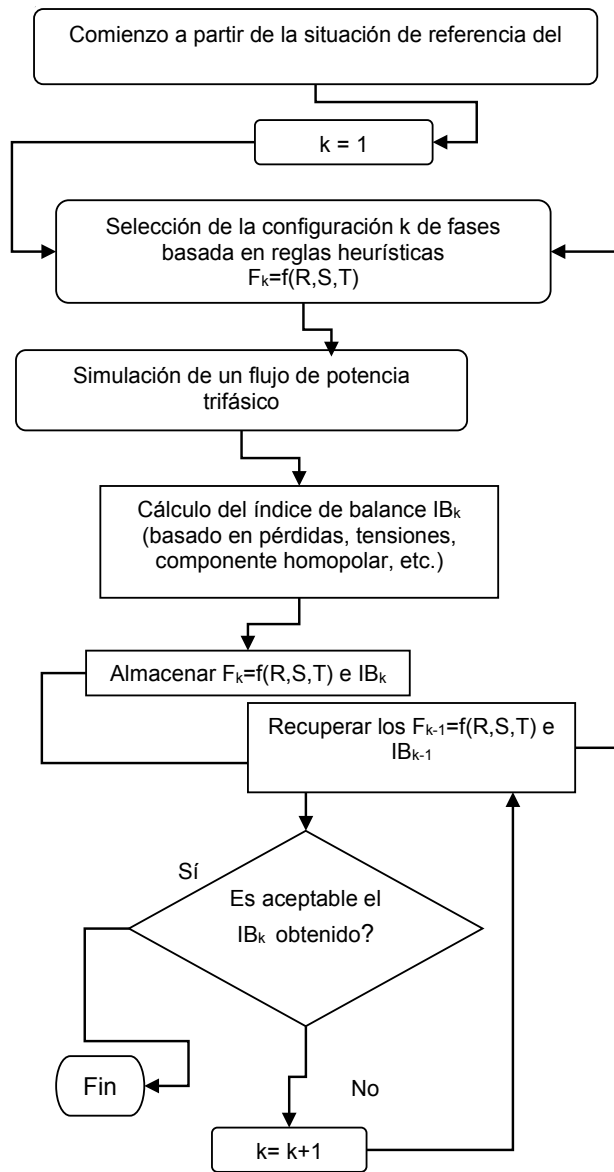 Comienzo a partir de la situación de referencia del
k = 1
Selección de la configuración k de fases
basada en reglas heurísticas
Fₖ=f(R,S,T)
Simulación de un flujo de potencia
trifásico
Cálculo del índice de balance IBₖ
(basado en pérdidas, tensiones,
componente homopolar, etc.)
Almacenar Fₖ=f(R,S,T) e IBₖ
Recuperar los Fₖ₋₁=f(R,S,T) e
IBₖ₋₁
Sí
Es aceptable el
IBₖ obtenido?
Fin
No
k= k+1